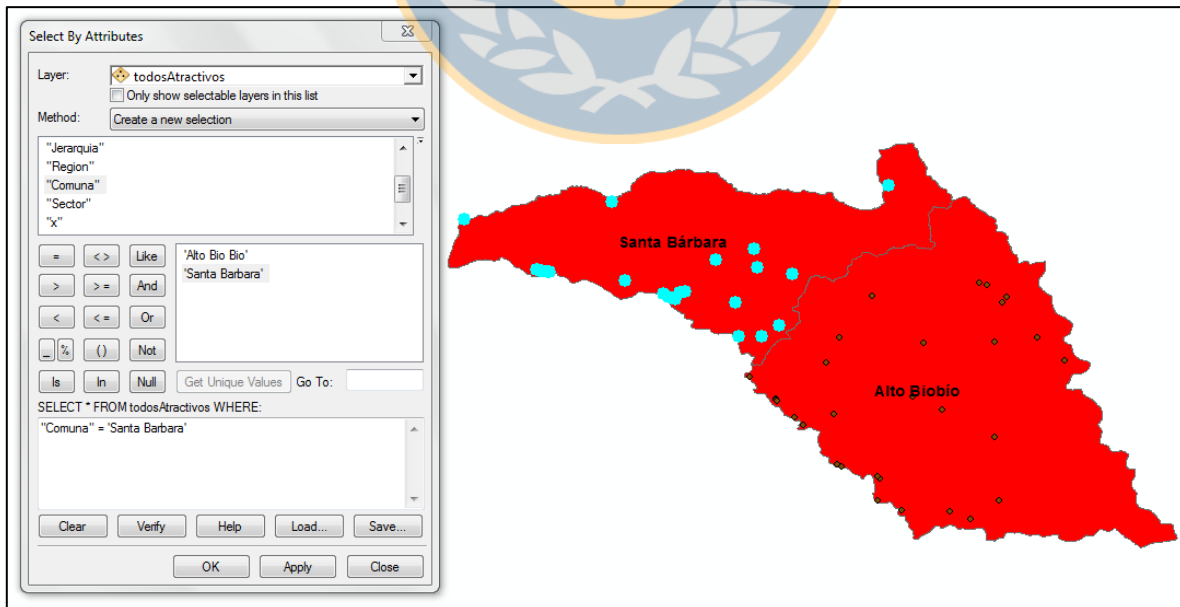 Select By Attributes
Layer: todosAtractivos
Only show selectable layers in this list
Method: Create a new selection
"Jerarquia"
"Region"
"Comuna"
"Sector"
"x"
= < > Like
> > = And
< < = Or
_ % ( ) Not
Is In Null
'Alto Bio Bio'
'Santa Barbara'
Get Unique Values Go To:
SELECT * FROM todosAtractivos WHERE:
"Comuna" = 'Santa Barbara'
Clear Verify Help Load... Save...
OK Apply Close
Santa Bárbara
Alto Biobío